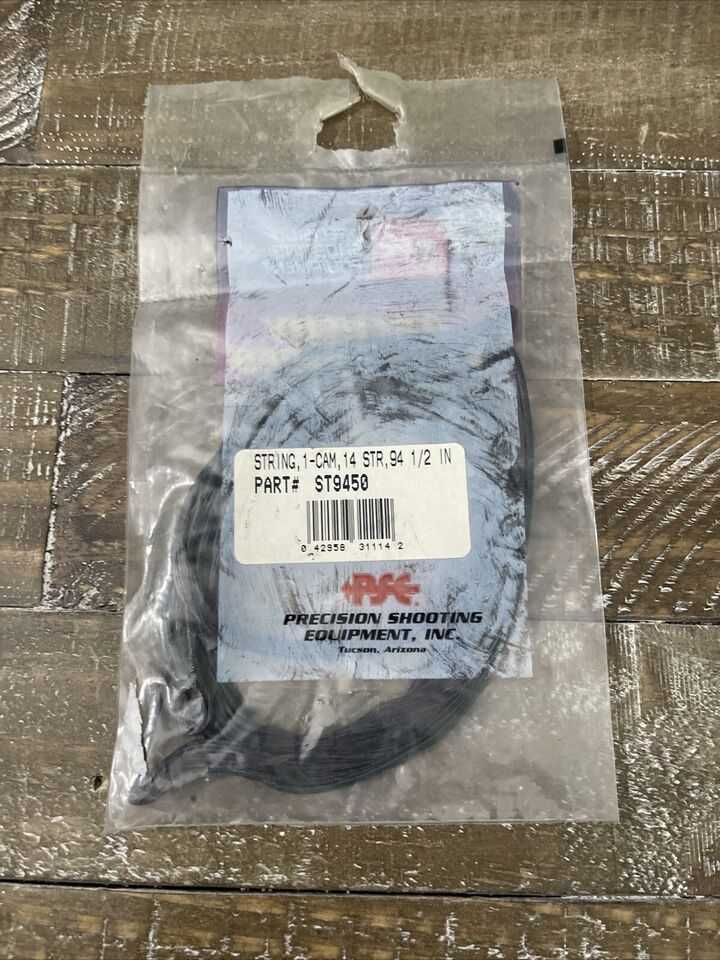 STRING,1-CAM,14 STR,94 1/2 IN
PART# ST9450
0 42958 31114 2
PSE
PRECISION SHOOTING
EQUIPMENT, INC.
Tucson, Arizona